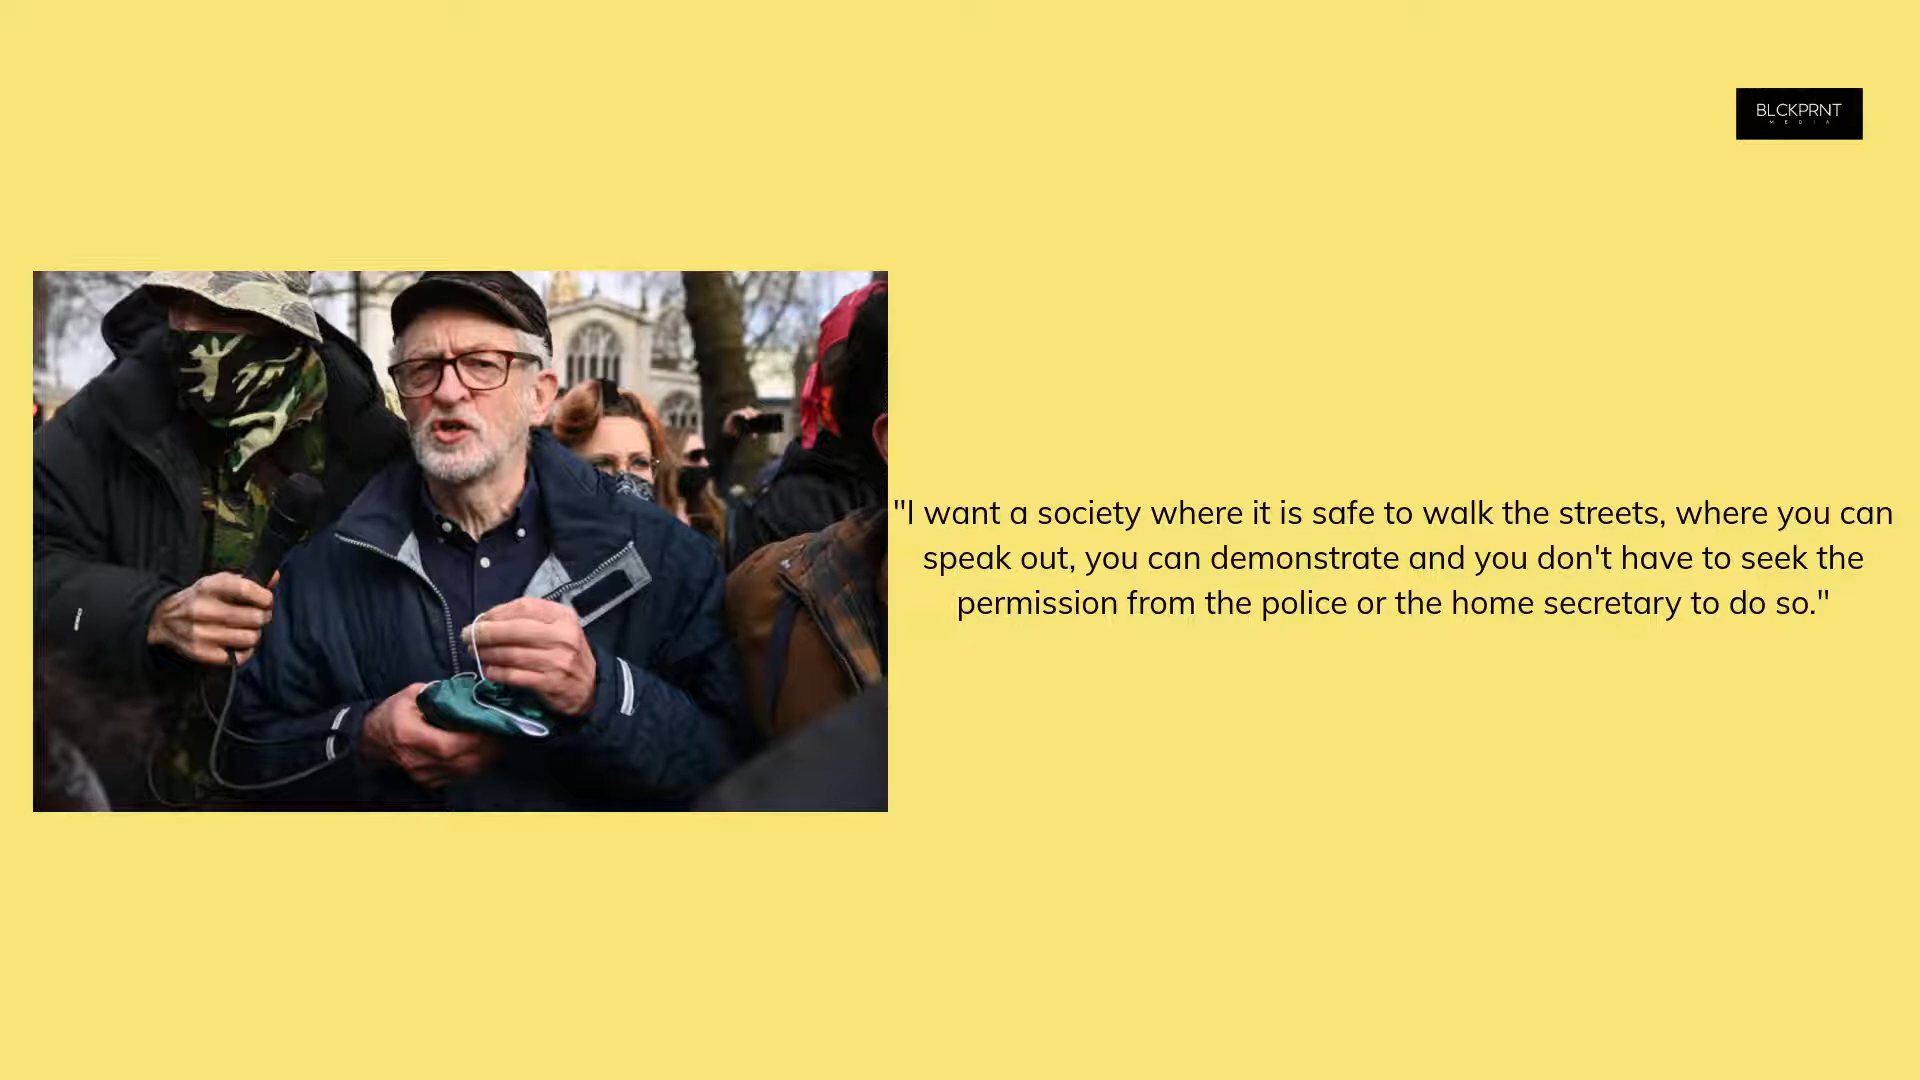 BLCKPRNT
MEDIA
"I want a society where it is safe to walk the streets, where you can
speak out, you can demonstrate and you don't have to seek the
permission from the police or the home secretary to do so."